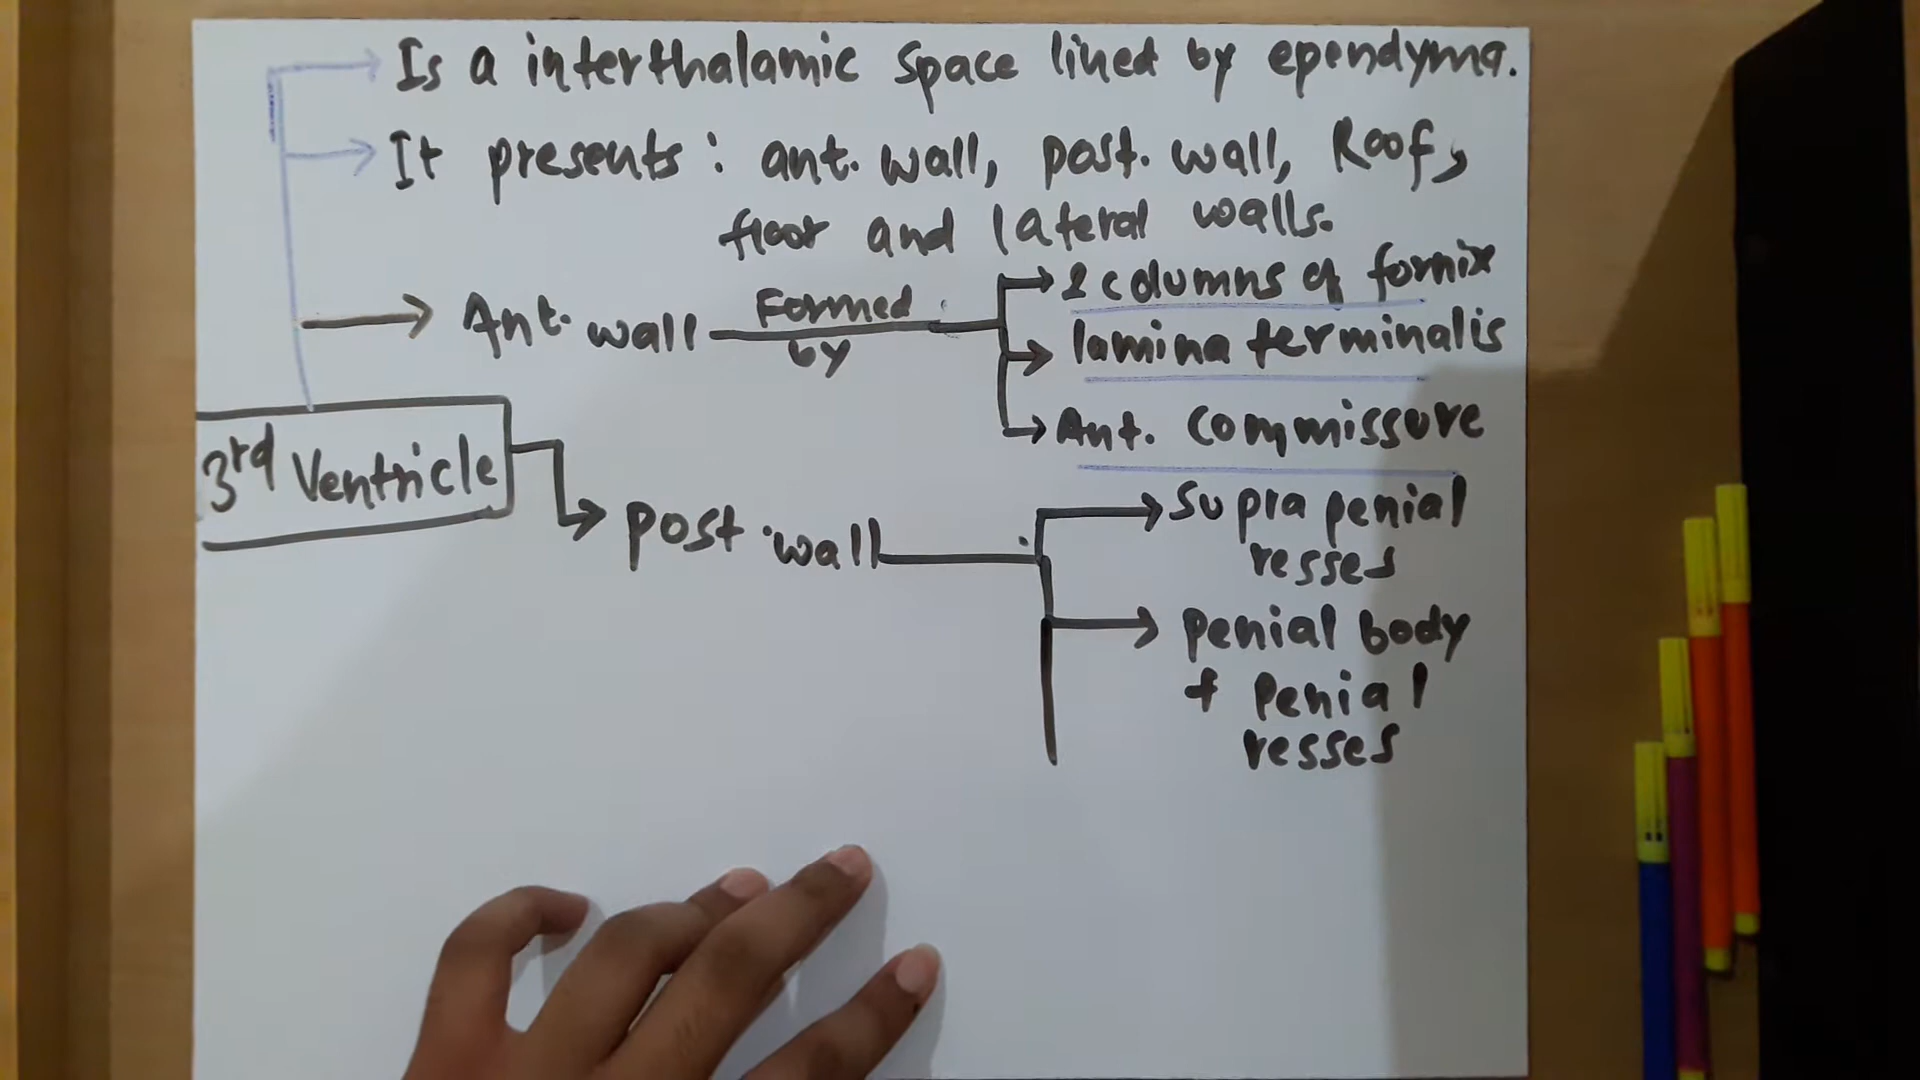 Is a interthalamic space lined by ependyma.
It presents: ant. wall, post. wall, Roof,
floor and lateral walls.
Ant. wall Formed by
2 columns of fornix
lamina terminalis
Ant. commissure
3rd Ventricle
post wall
Supra penial
resses
penial body
+ Penial
resses